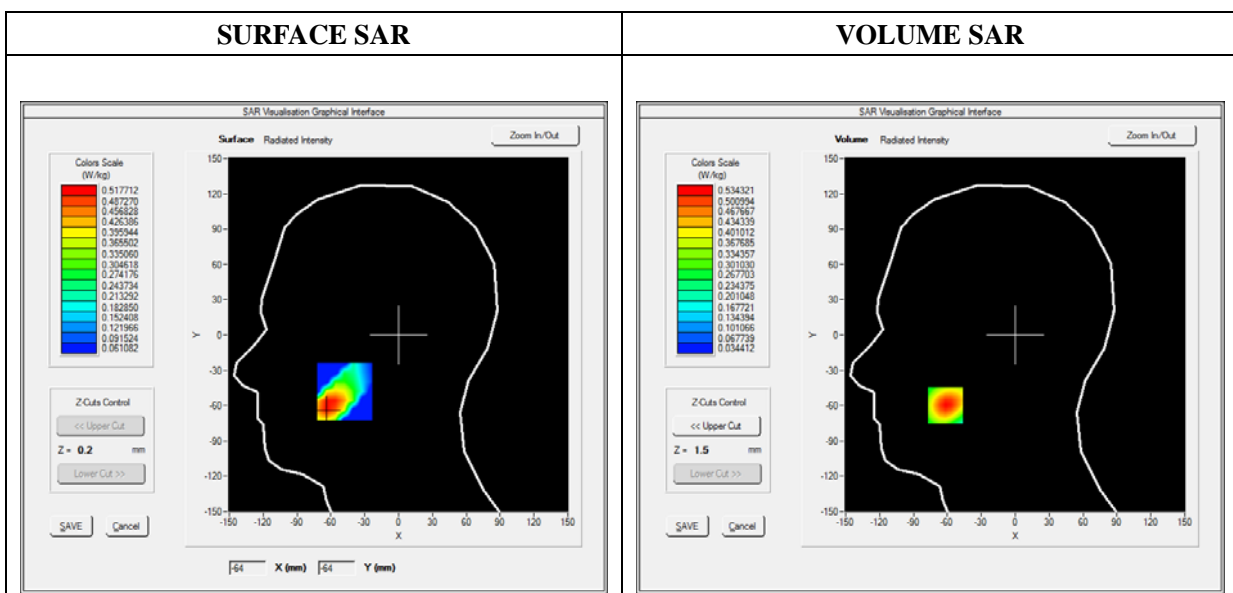 SURFACE SAR
VOLUME SAR
SAR Visualisation Graphical Interface
Surface Radiated Intensity
Zoom In/Out
Colors Scale
(W/kg)
0.517712
0.487270
0.456828
0.426386
0.395944
0.365502
0.335060
0.304618
0.274176
0.243734
0.213292
0.182850
0.152408
0.121966
0.091524
0.061082
Z-Cuts Control
<< Upper Cut
Z = 0.2 mm
Lower Cut >>
SAVE Cancel
150
120
90
60
30
0
-30
-60
-90
-120
-150
Y
-150 -120 -90 -60 -30 0 30 60 90 120 150
X
-64 X (mm) -64 Y (mm)
SAR Visualisation Graphical Interface
Volume Radiated Intensity
Zoom In/Out
Colors Scale
(W/kg)
0.534321
0.500994
0.467667
0.434339
0.401012
0.367685
0.334357
0.301030
0.267703
0.234375
0.201048
0.167721
0.134394
0.101066
0.067739
0.034412
Z-Cuts Control
<< Upper Cut
Z = 1.5 mm
Lower Cut >>
SAVE Cancel
150
120
90
60
30
0
-30
-60
-90
-120
-150
Y
-150 -120 -90 -60 -30 0 30 60 90 120 150
X